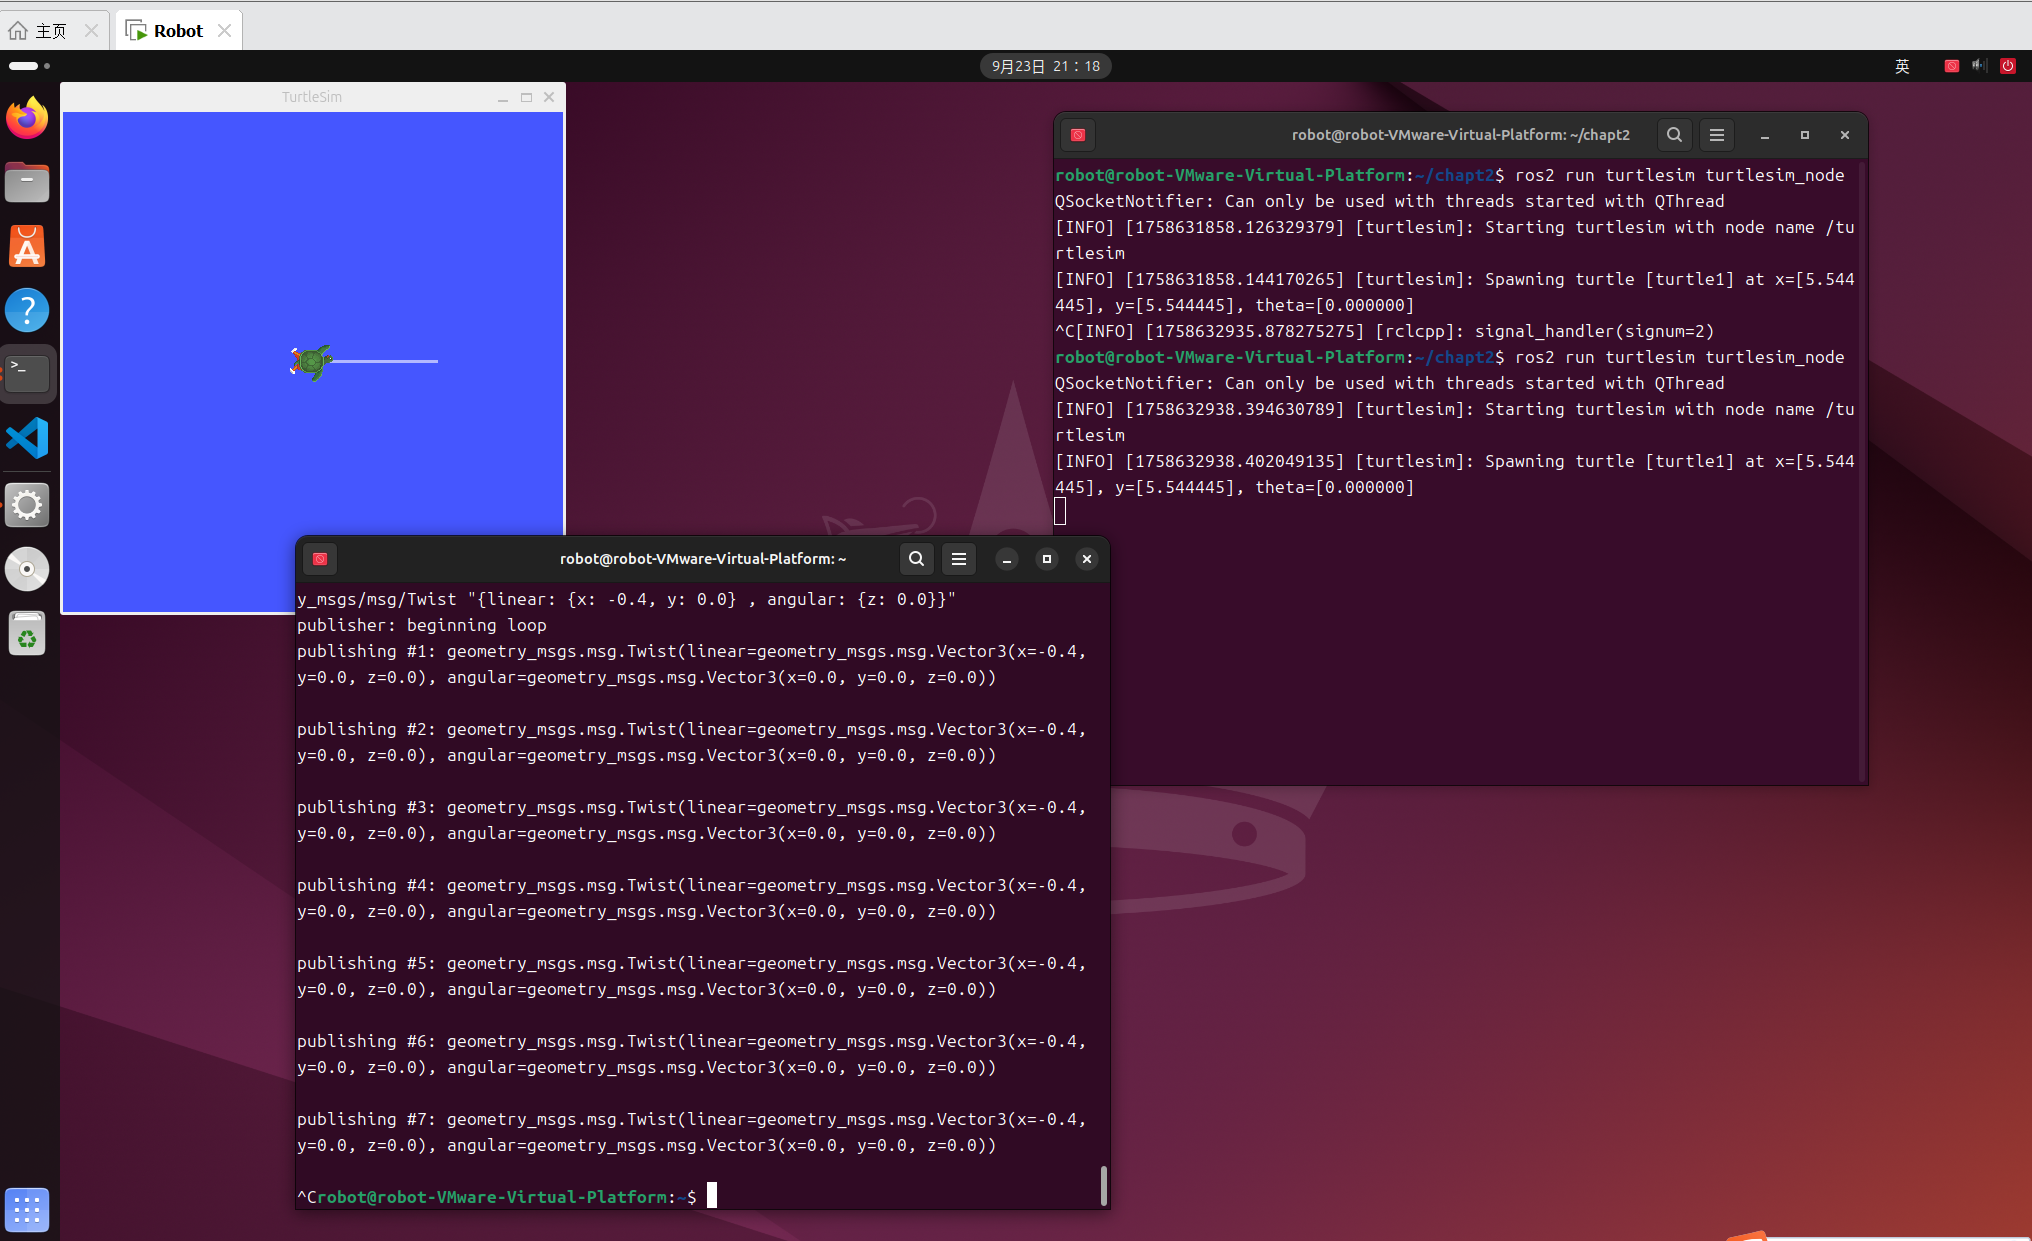 主页
Robot
9月23日 21：18
英
TurtleSim
robot@robot-VMware-Virtual-Platform: ~/chapt2
robot@robot-VMware-Virtual-Platform:~/chapt2$ ros2 run turtlesim turtlesim_node
QSocketNotifier: Can only be used with threads started with QThread
[INFO] [1758631858.126329379] [turtlesim]: Starting turtlesim with node name /tu
rtlesim
[INFO] [1758631858.144170265] [turtlesim]: Spawning turtle [turtle1] at x=[5.544
445], y=[5.544445], theta=[0.000000]
^C[INFO] [1758632935.878275275] [rclcpp]: signal_handler(signum=2)
robot@robot-VMware-Virtual-Platform:~/chapt2$ ros2 run turtlesim turtlesim_node
QSocketNotifier: Can only be used with threads started with QThread
[INFO] [1758632938.394630789] [turtlesim]: Starting turtlesim with node name /tu
rtlesim
[INFO] [1758632938.402049135] [turtlesim]: Spawning turtle [turtle1] at x=[5.544
445], y=[5.544445], theta=[0.000000]
robot@robot-VMware-Virtual-Platform: ~
y_msgs/msg/Twist "{linear: {x: -0.4, y: 0.0} , angular: {z: 0.0}}"
publisher: beginning loop
publishing #1: geometry_msgs.msg.Twist(linear=geometry_msgs.msg.Vector3(x=-0.4,
y=0.0, z=0.0), angular=geometry_msgs.msg.Vector3(x=0.0, y=0.0, z=0.0))
publishing #2: geometry_msgs.msg.Twist(linear=geometry_msgs.msg.Vector3(x=-0.4,
y=0.0, z=0.0), angular=geometry_msgs.msg.Vector3(x=0.0, y=0.0, z=0.0))
publishing #3: geometry_msgs.msg.Twist(linear=geometry_msgs.msg.Vector3(x=-0.4,
y=0.0, z=0.0), angular=geometry_msgs.msg.Vector3(x=0.0, y=0.0, z=0.0))
publishing #4: geometry_msgs.msg.Twist(linear=geometry_msgs.msg.Vector3(x=-0.4,
y=0.0, z=0.0), angular=geometry_msgs.msg.Vector3(x=0.0, y=0.0, z=0.0))
publishing #5: geometry_msgs.msg.Twist(linear=geometry_msgs.msg.Vector3(x=-0.4,
y=0.0, z=0.0), angular=geometry_msgs.msg.Vector3(x=0.0, y=0.0, z=0.0))
publishing #6: geometry_msgs.msg.Twist(linear=geometry_msgs.msg.Vector3(x=-0.4,
y=0.0, z=0.0), angular=geometry_msgs.msg.Vector3(x=0.0, y=0.0, z=0.0))
publishing #7: geometry_msgs.msg.Twist(linear=geometry_msgs.msg.Vector3(x=-0.4,
y=0.0, z=0.0), angular=geometry_msgs.msg.Vector3(x=0.0, y=0.0, z=0.0))
^Crobot@robot-VMware-Virtual-Platform:~$